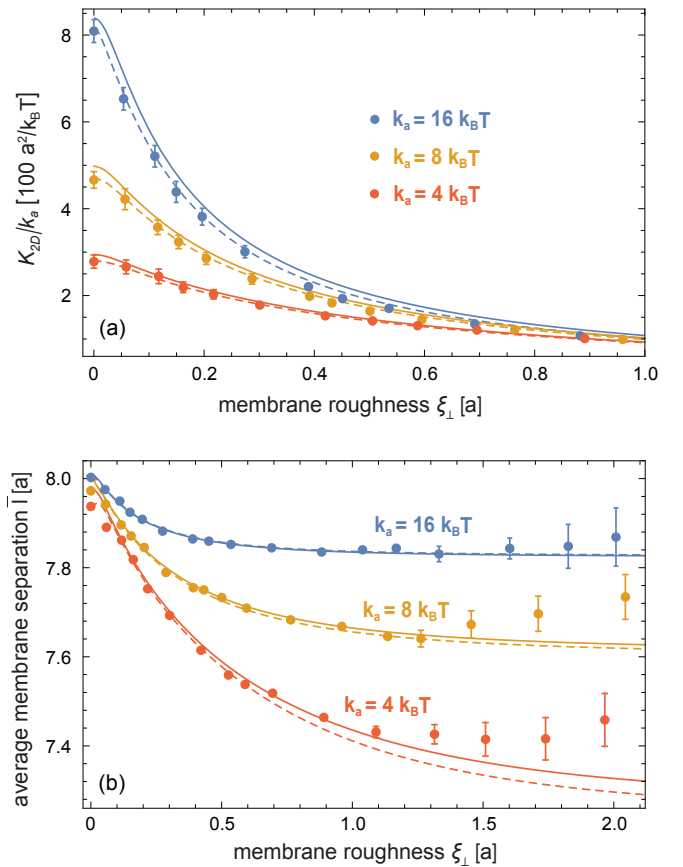 K2D/ka [100 a²/kBT]
8
6
4
2
ka = 16 kBT
ka = 8 kBT
ka = 4 kBT
(a)
0 0.2 0.4 0.6 0.8 1.0
membrane roughness ξ⊥ [a]
average membrane separation l̅ [a]
8.0
7.8
7.6
7.4
ka = 16 kBT
ka = 8 kBT
ka = 4 kBT
(b)
0 0.5 1.0 1.5 2.0
membrane roughness ξ⊥ [a]